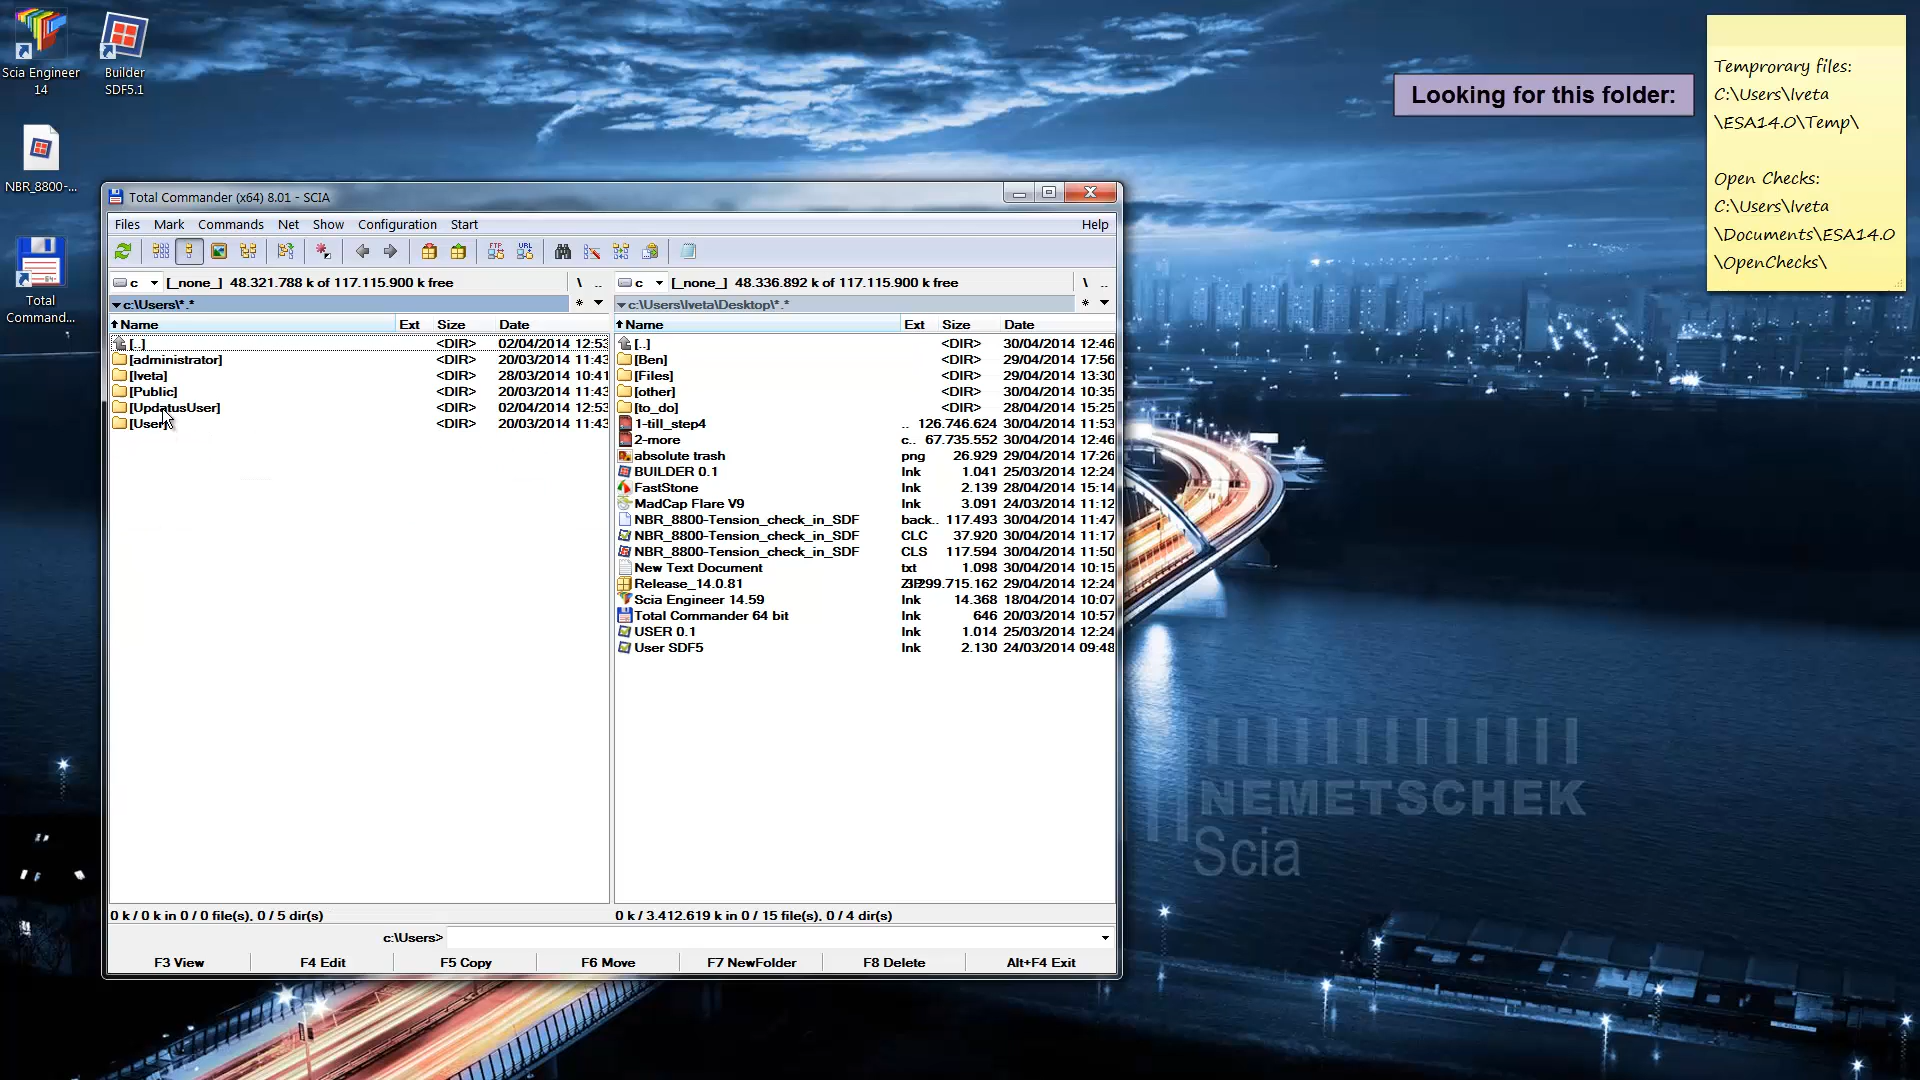 Scia Engineer
14
Builder
SDF5.1
NBR_8800-...
Total
Command...
Looking for this folder:
Temprorary files:
C:\Users\Iveta
\ESA14.0\Temp\
Open Checks:
C:\Users\Iveta
\Documents\ESA14.0
\OpenChecks\
Total Commander (x64) 8.01 - SCIA
Files Mark Commands Net Show Configuration Start Help
FTP URL
c [_none_] 48.321.788 k of 117.115.900 k free \ ..
c:\Users\*.* *
Name Ext Size Date
[..] <DIR> 02/04/2014 12:53
[administrator] <DIR> 20/03/2014 11:43
[Iveta] <DIR> 28/03/2014 10:41
[Public] <DIR> 20/03/2014 11:43
[UpdatusUser] <DIR> 02/04/2014 12:53
[User] <DIR> 20/03/2014 11:43
0 k / 0 k in 0 / 0 file(s), 0 / 5 dir(s)
c [_none_] 48.336.892 k of 117.115.900 k free \ ..
c:\Users\Iveta\Desktop\*.* *
Name Ext Size Date
[..] <DIR> 30/04/2014 12:46
[Ben] <DIR> 29/04/2014 17:56
[Files] <DIR> 29/04/2014 13:30
[other] <DIR> 30/04/2014 10:35
[to_do] <DIR> 28/04/2014 15:25
1-till_step4 .. 126.746.624 30/04/2014 11:53
2-more c.. 67.735.552 30/04/2014 12:46
absolute trash png 26.929 29/04/2014 17:26
BUILDER 0.1 lnk 1.041 25/03/2014 12:24
FastStone lnk 2.139 28/04/2014 15:14
MadCap Flare V9 lnk 3.091 24/03/2014 11:12
NBR_8800-Tension_check_in_SDF back.. 117.493 30/04/2014 11:47
NBR_8800-Tension_check_in_SDF CLC 37.920 30/04/2014 11:17
NBR_8800-Tension_check_in_SDF CLS 117.594 30/04/2014 11:50
New Text Document txt 1.098 30/04/2014 10:15
Release_14.0.81 29/04/2014 12:24
Scia Engineer 14.59 lnk 14.368 18/04/2014 10:07
Total Commander 64 bit lnk 646 20/03/2014 10:57
USER 0.1 lnk 1.014 25/03/2014 12:24
User SDF5 lnk 2.130 24/03/2014 09:48
0 k / 3.412.619 k in 0 / 15 file(s), 0 / 4 dir(s)
c:\Users>
F3 View F4 Edit F5 Copy F6 Move F7 NewFolder F8 Delete Alt+F4 Exit
NEMETSCHEK
Scia